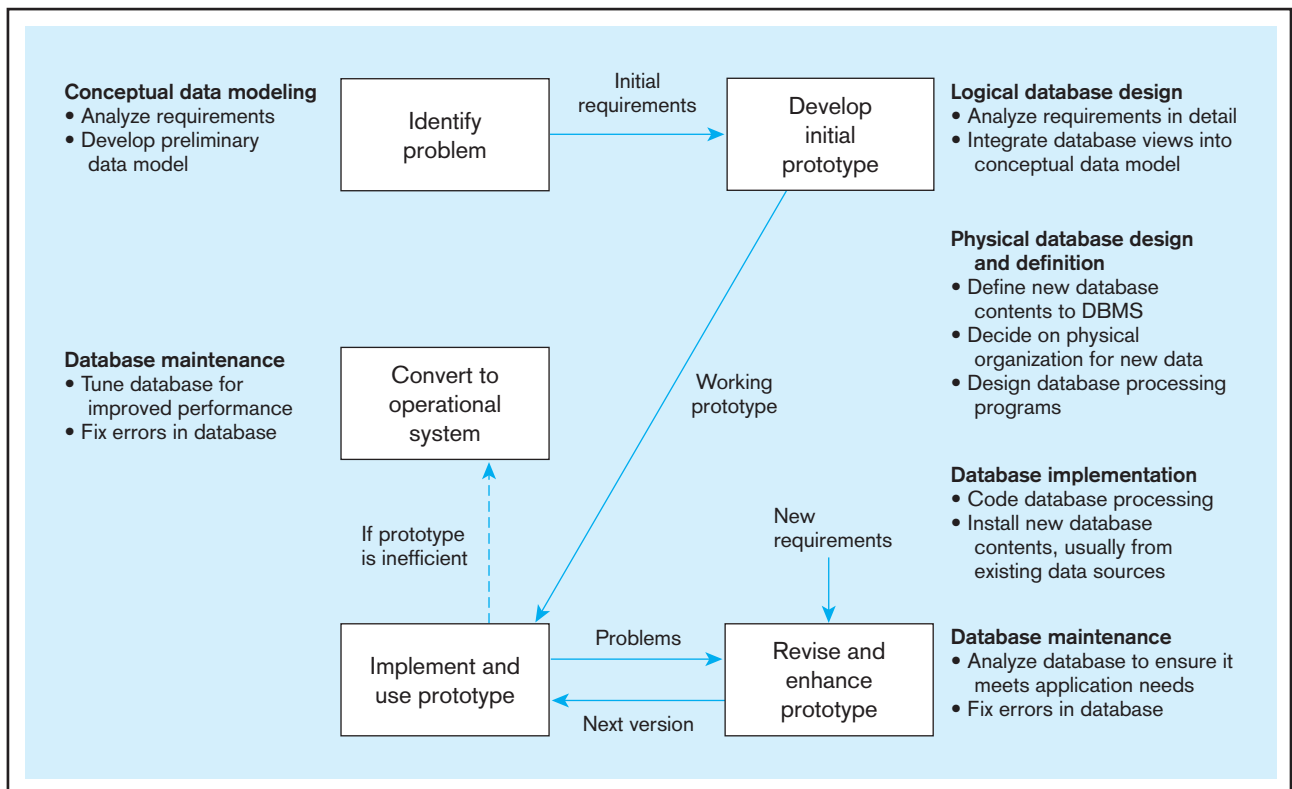 Conceptual data modeling
• Analyze requirements
• Develop preliminary
data model
Identify
problem
Initial
requirements
Develop
initial
prototype
Logical database design
• Analyze requirements in detail
• Integrate database views into
conceptual data model
Physical database design
and definition
• Define new database
contents to DBMS
• Decide on physical
organization for new data
• Design database processing
programs
Database maintenance
• Tune database for
improved performance
• Fix errors in database
Convert to
operational
system
Working
prototype
Database implementation
• Code database processing
• Install new database
contents, usually from
existing data sources
If prototype
is inefficient
New
requirements
Implement and
use prototype
Problems
Next version
Revise and
enhance
prototype
Database maintenance
• Analyze database to ensure it
meets application needs
• Fix errors in database